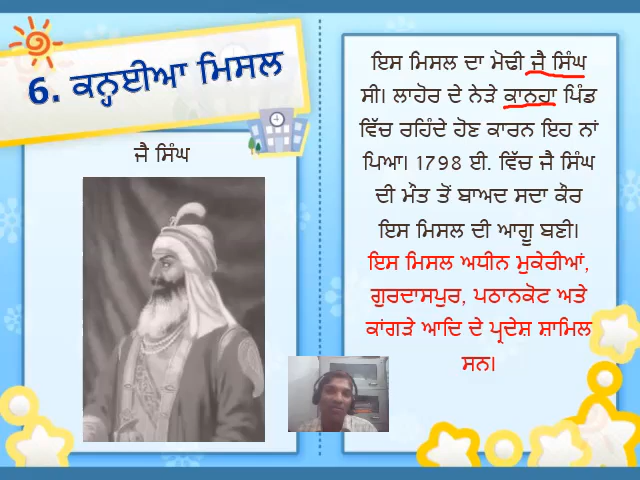 6. ਕਨ੍ਹਈਆ ਮਿਸਲ
ਜੈ ਸਿੰਘ
ਇਸ ਮਿਸਲ ਦਾ ਮੋਢੀ ਜੈ ਸਿੰਘ
ਸੀ। ਲਾਹੋਰ ਦੇ ਨੇੜੇ ਕਾਨਹਾ ਪਿੰਡ
ਵਿੱਚ ਰਹਿੰਦੇ ਹੋਣ ਕਾਰਨ ਇਹ ਨਾਂ
ਪਿਆ। 1798 ਈ. ਵਿੱਚ ਜੈ ਸਿੰਘ
ਦੀ ਮੌਤ ਤੋਂ ਬਾਅਦ ਸਦਾ ਕੌਰ
ਇਸ ਮਿਸਲ ਦੀ ਆਗੂ ਬਣੀ।
ਇਸ ਮਿਸਲ ਅਧੀਨ ਮੁਕੇਰੀਆਂ,
ਗੁਰਦਾਸਪੁਰ, ਪਠਾਨਕੋਟ ਅਤੇ
ਕਾਂਗੜੇ ਆਦਿ ਦੇ ਪ੍ਰਦੇਸ਼ ਸ਼ਾਮਿਲ
ਸਨ।